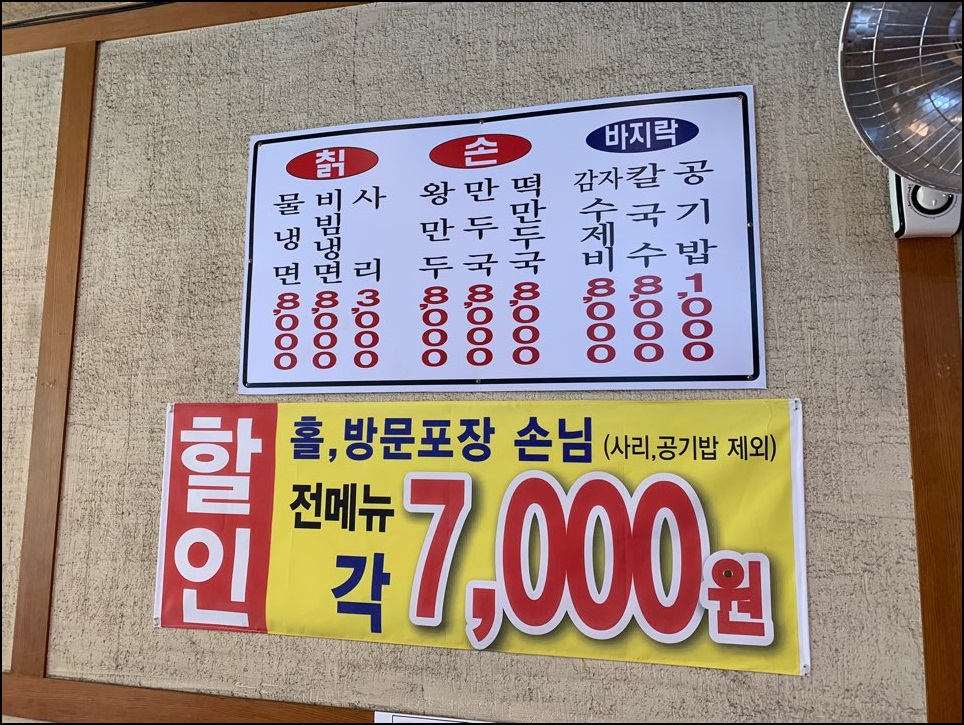 칡
물냉면 8,000
비빔냉면 8,000
사리 3,000
손
왕만두 8,000
만두국 8,000
떡만두국 8,000
바지락
감자수제비 8,000
칼국수 8,000
공기밥 1,000
할인
홀,방문포장 손님 (사리,공기밥 제외)
전메뉴 각 7,000원